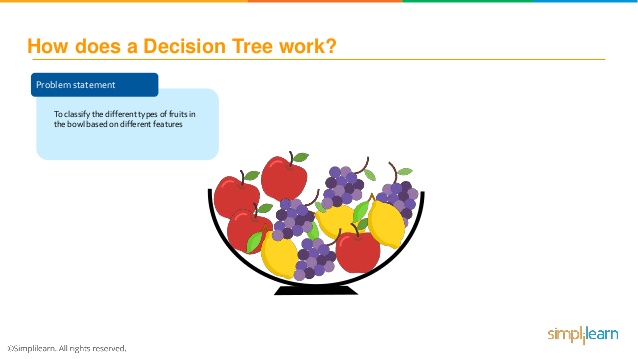 How does a Decision Tree work?
Problem statement
To classify the different types of fruits in
the bowl based on different features
simplilearn
©Simplilearn. All rights reserved.